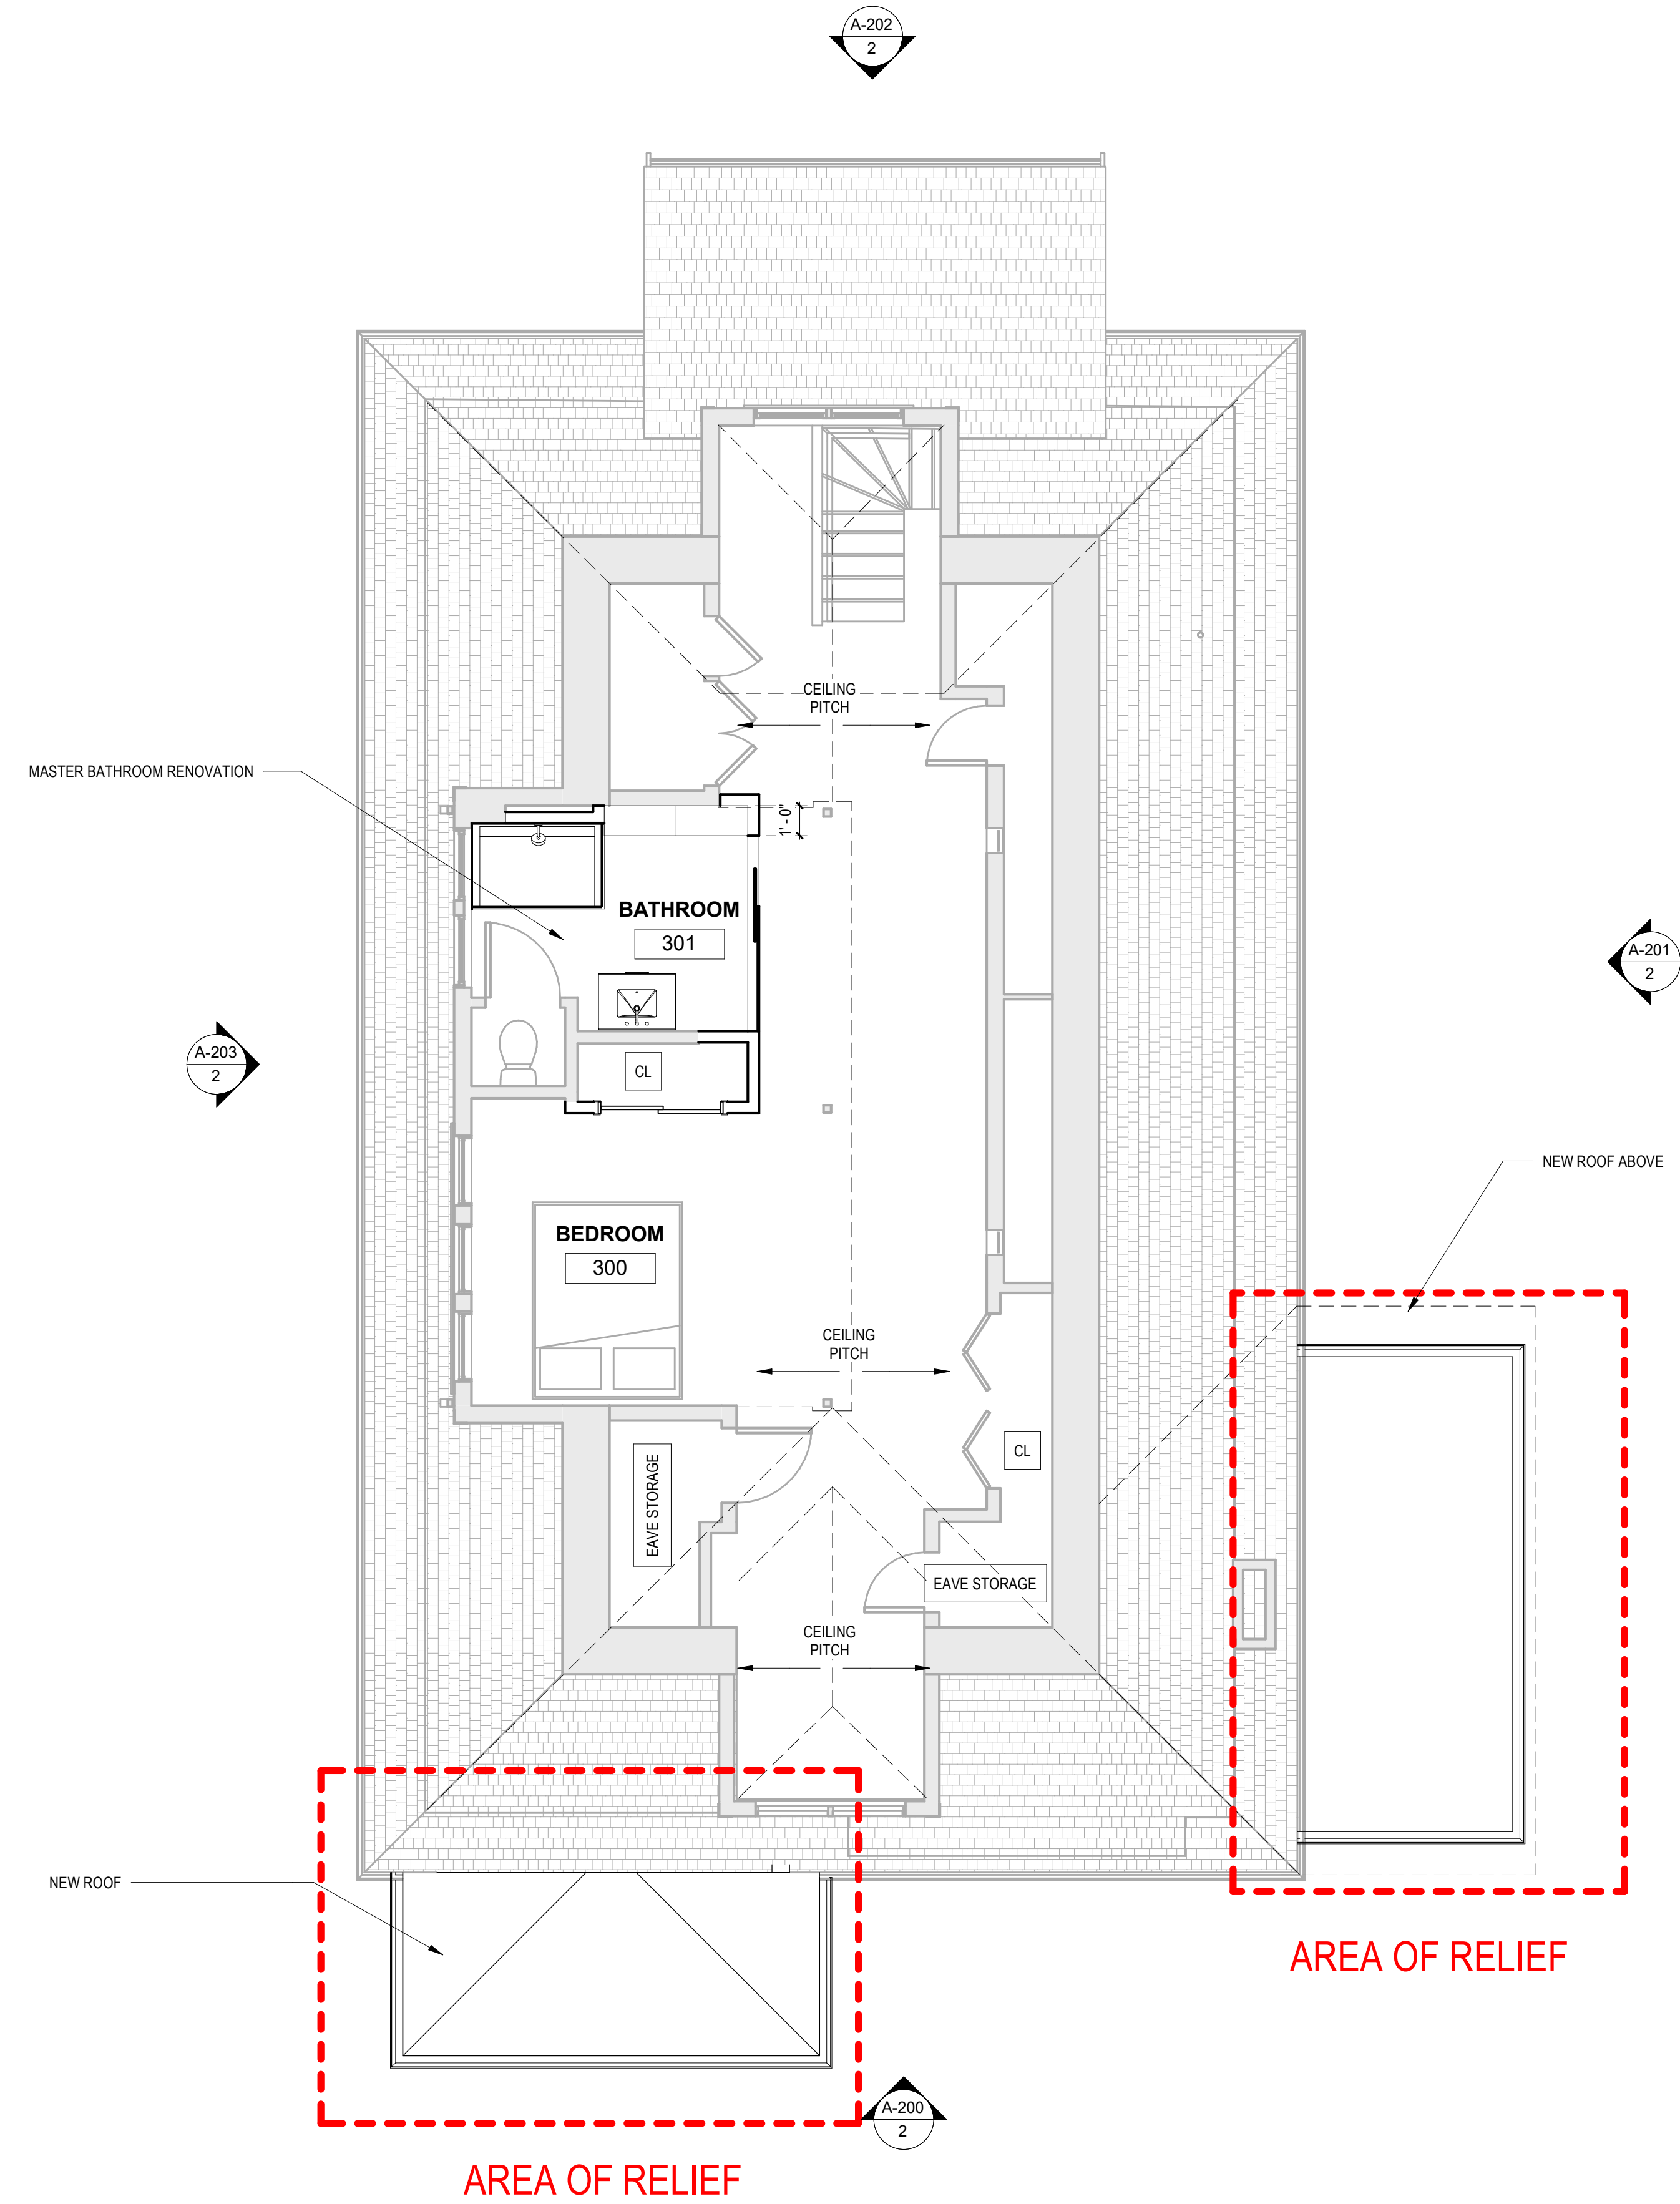 A-202
2
CEILING
PITCH
MASTER BATHROOM RENOVATION
1' - 0"
BATHROOM
301
A-201
2
A-203
2
CL
NEW ROOF ABOVE
BEDROOM
300
CEILING
PITCH
CL
EAVE STORAGE
EAVE STORAGE
CEILING
PITCH
NEW ROOF
AREA OF RELIEF
A-200
2
AREA OF RELIEF